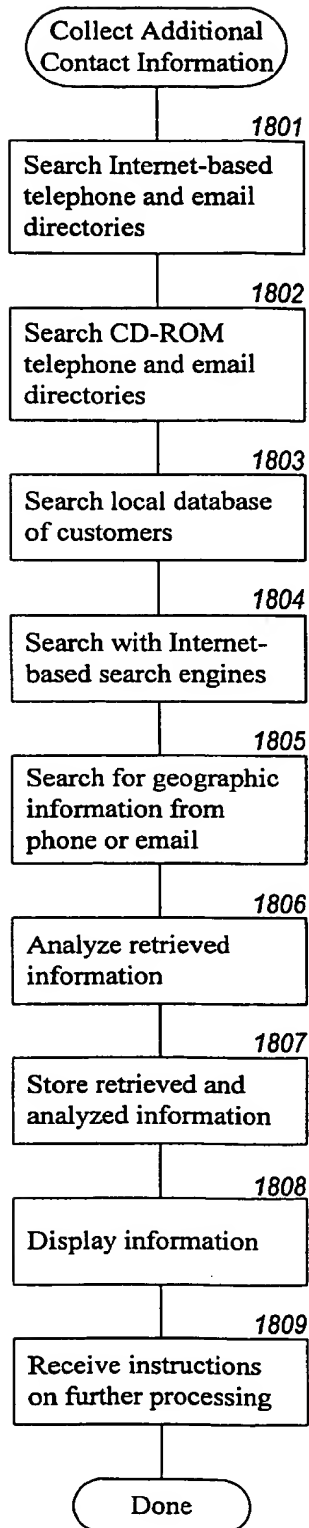 Collect Additional
Contact Information
1801
Search Internet-based
telephone and email
directories
1802
Search CD-ROM
telephone and email
directories
1803
Search local database
of customers
1804
Search with Internet-
based search engines
1805
Search for geographic
information from
phone or email
1806
Analyze retrieved
information
1807
Store retrieved and
analyzed information
1808
Display information
1809
Receive instructions
on further processing
Done